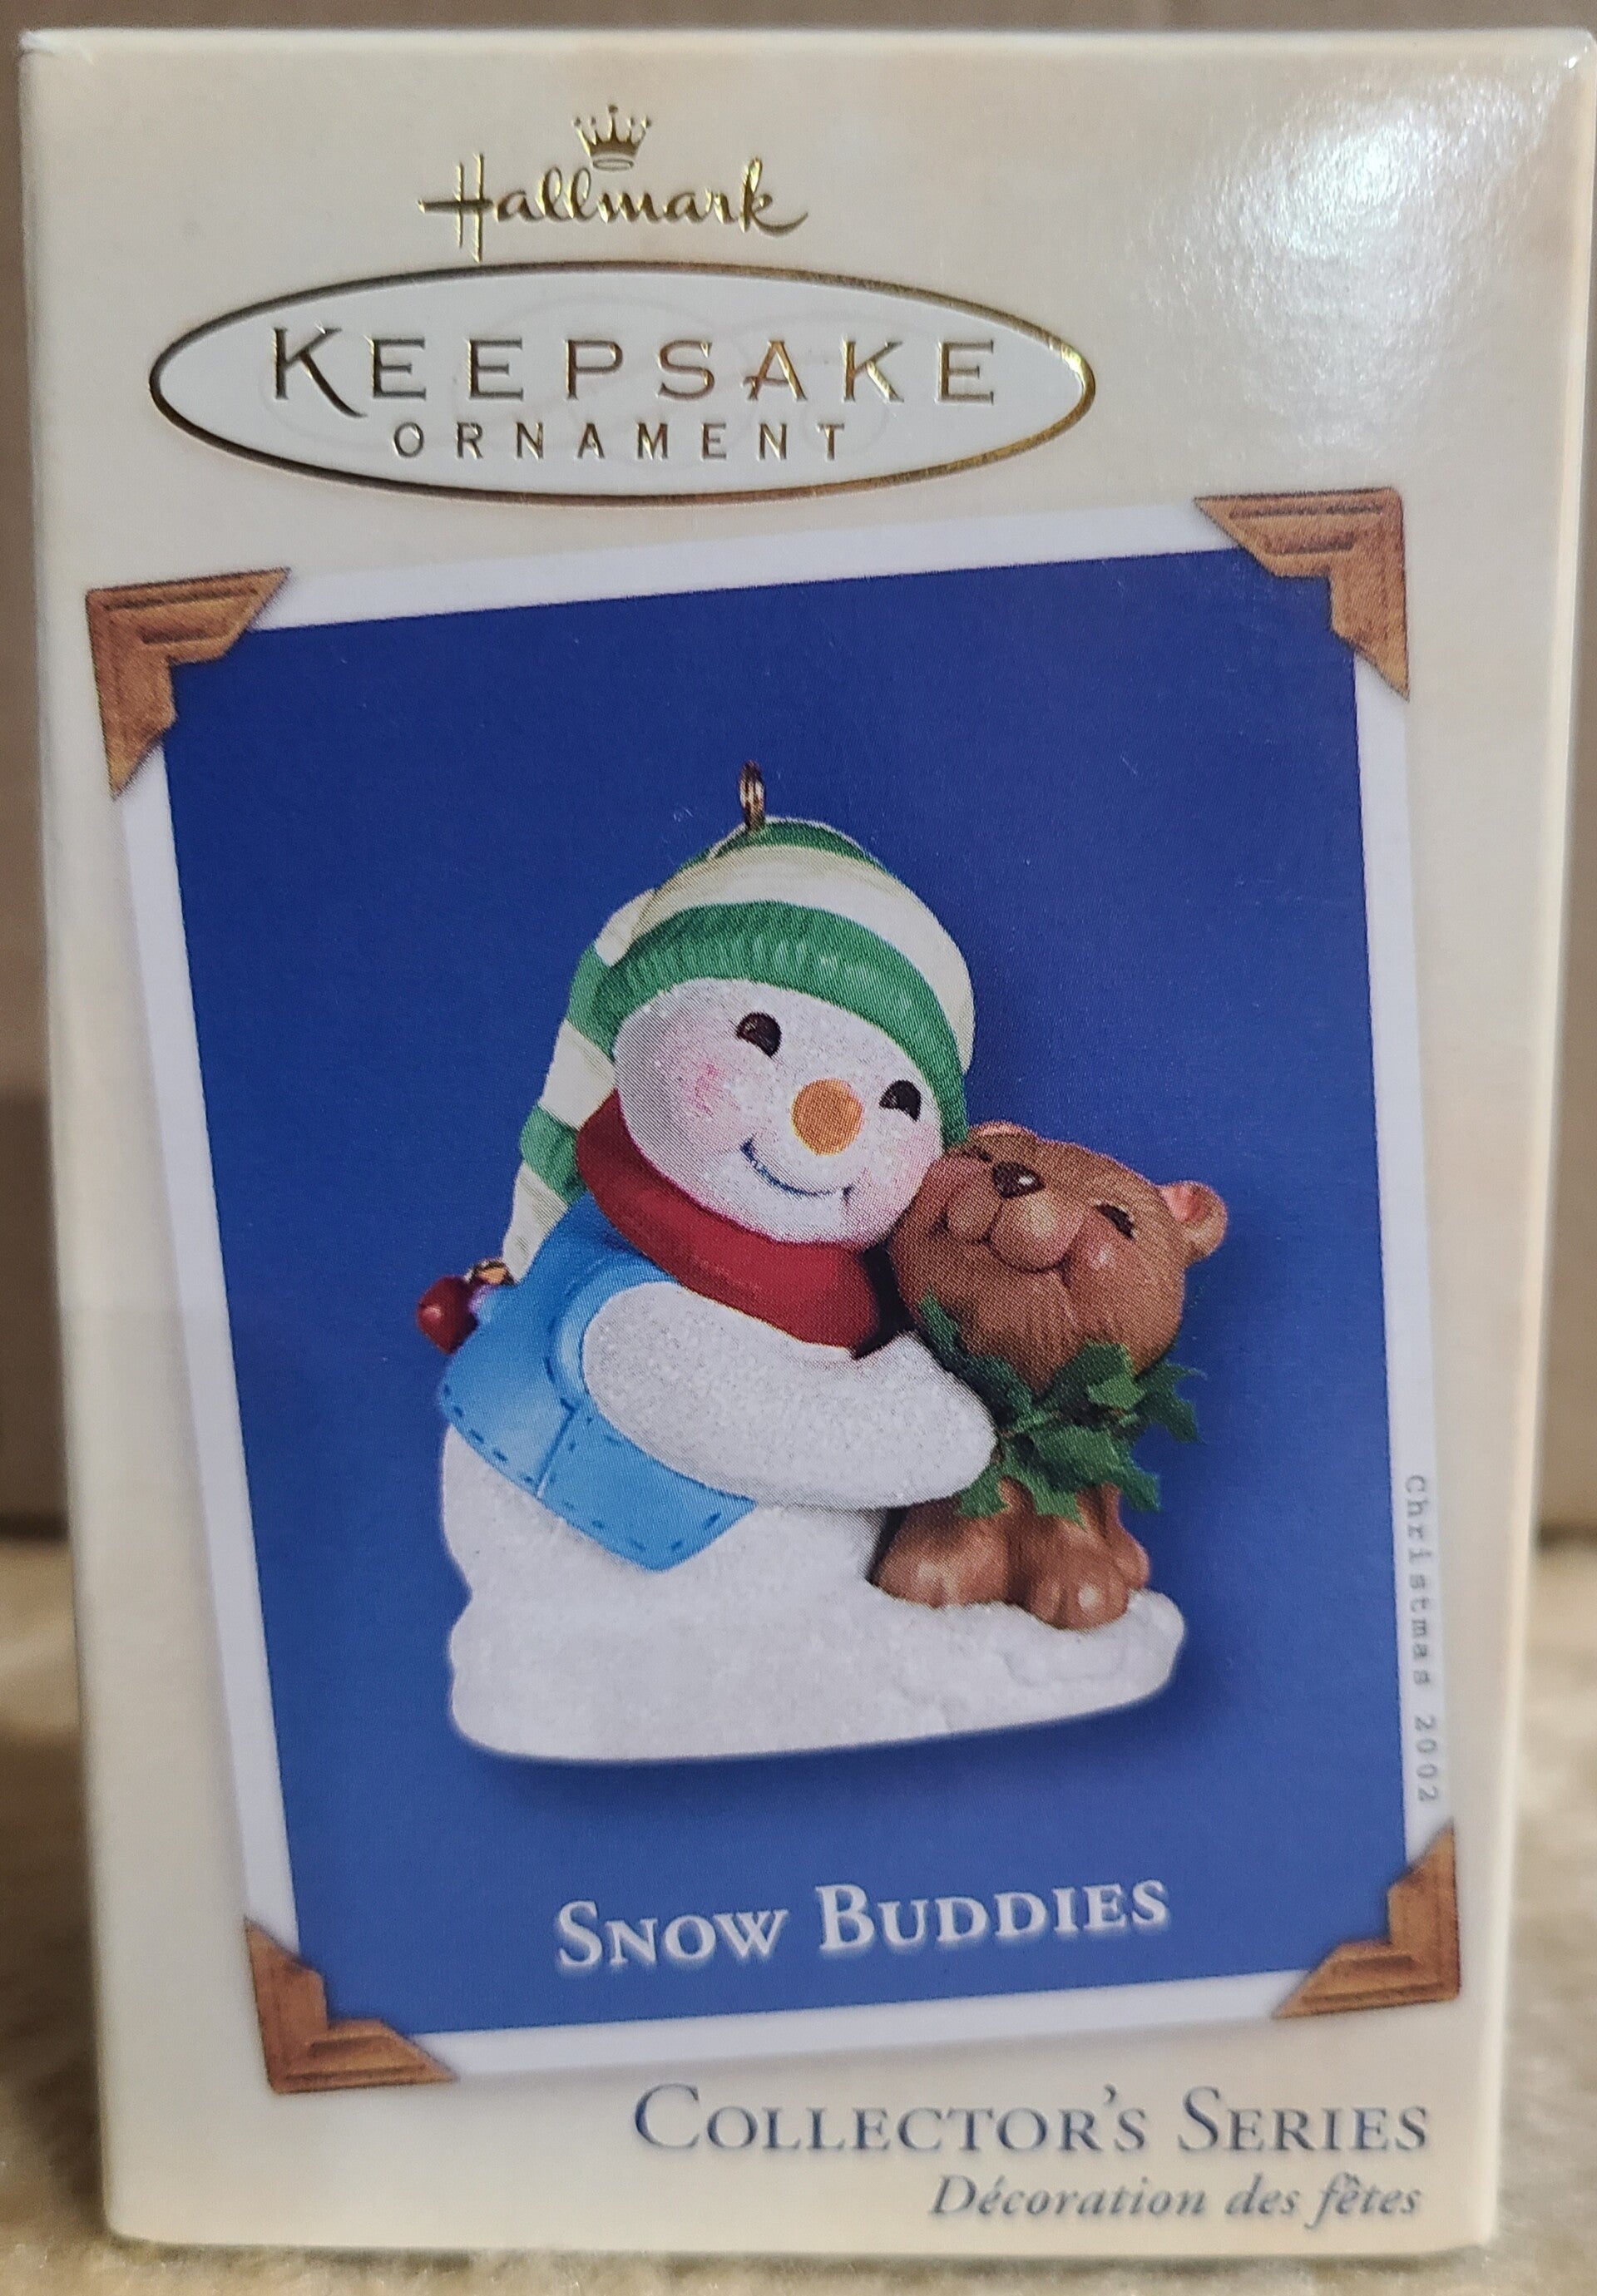 Hallmark
KEEPSAKE
ORNAMENT
Christmas 2002
SNOW BUDDIES
COLLECTOR'S SERIES
Décoration des fêtes